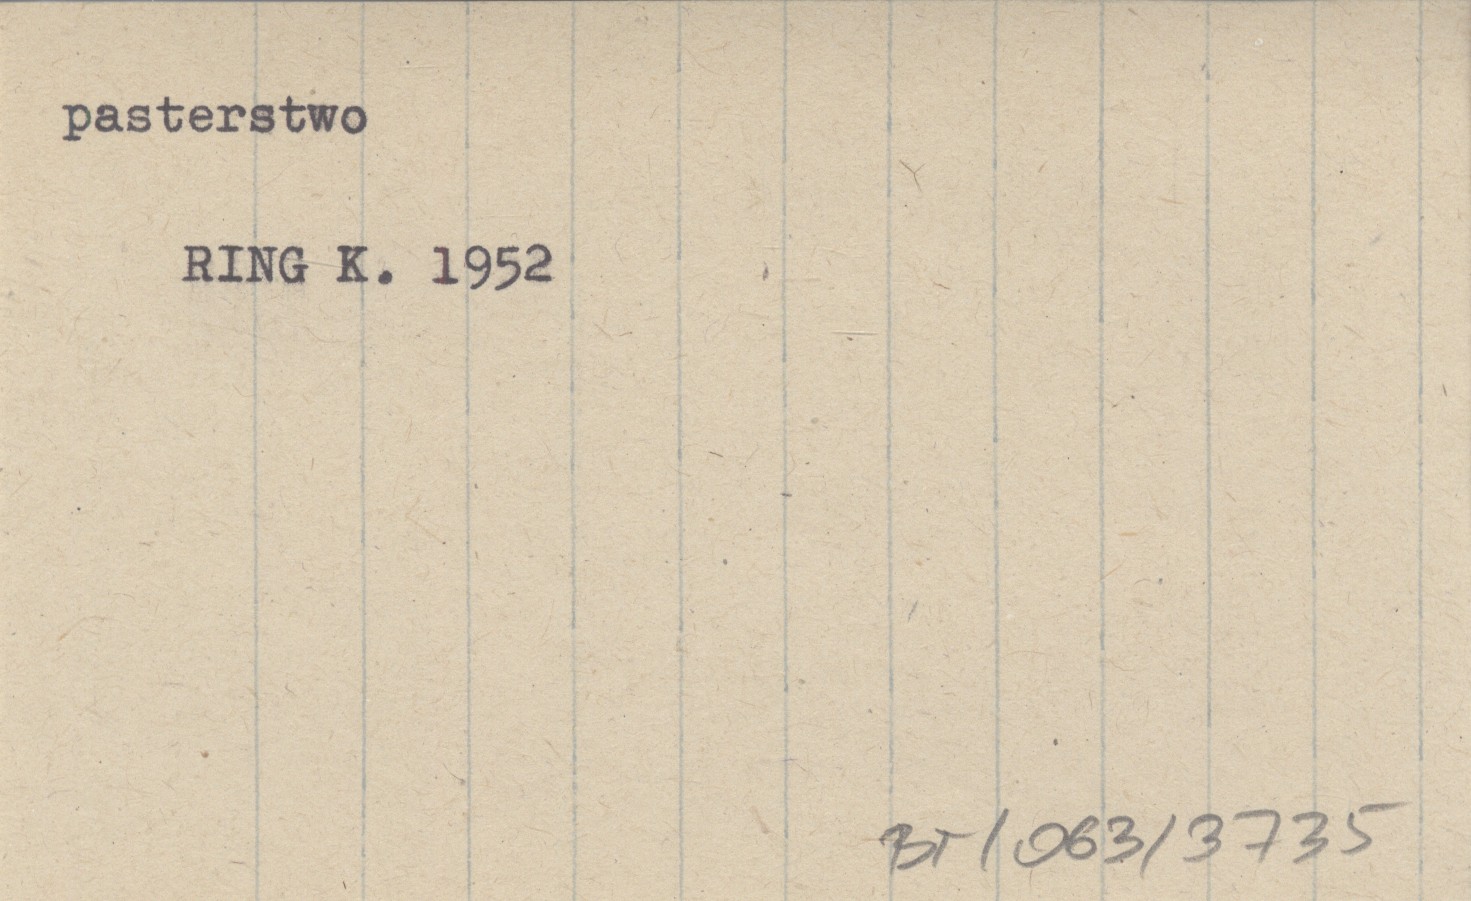 pasterstwo
RING K. 1952
BT/063/3735